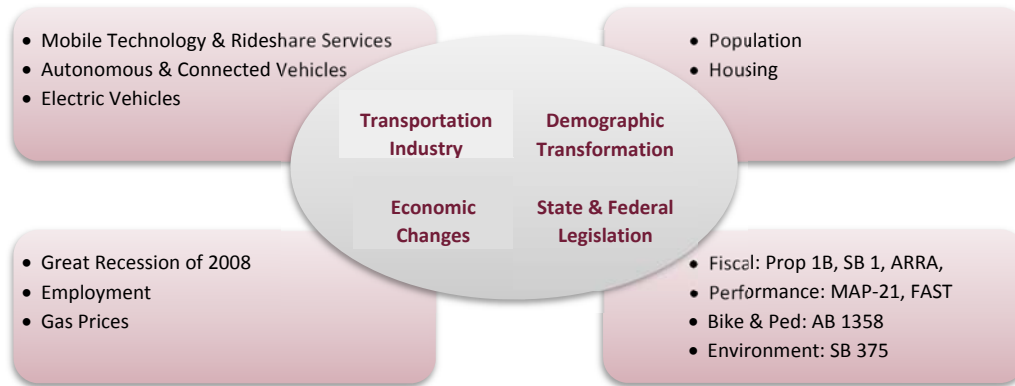 • Mobile Technology & Rideshare Services
• Autonomous & Connected Vehicles
• Electric Vehicles
• Population
• Housing
Transportation
Industry
Demographic
Transformation
Economic
Changes
State & Federal
Legislation
• Great Recession of 2008
• Employment
• Gas Prices
• Fiscal: Prop 1B, SB 1, ARRA,
• Performance: MAP-21, FAST
• Bike & Ped: AB 1358
• Environment: SB 375